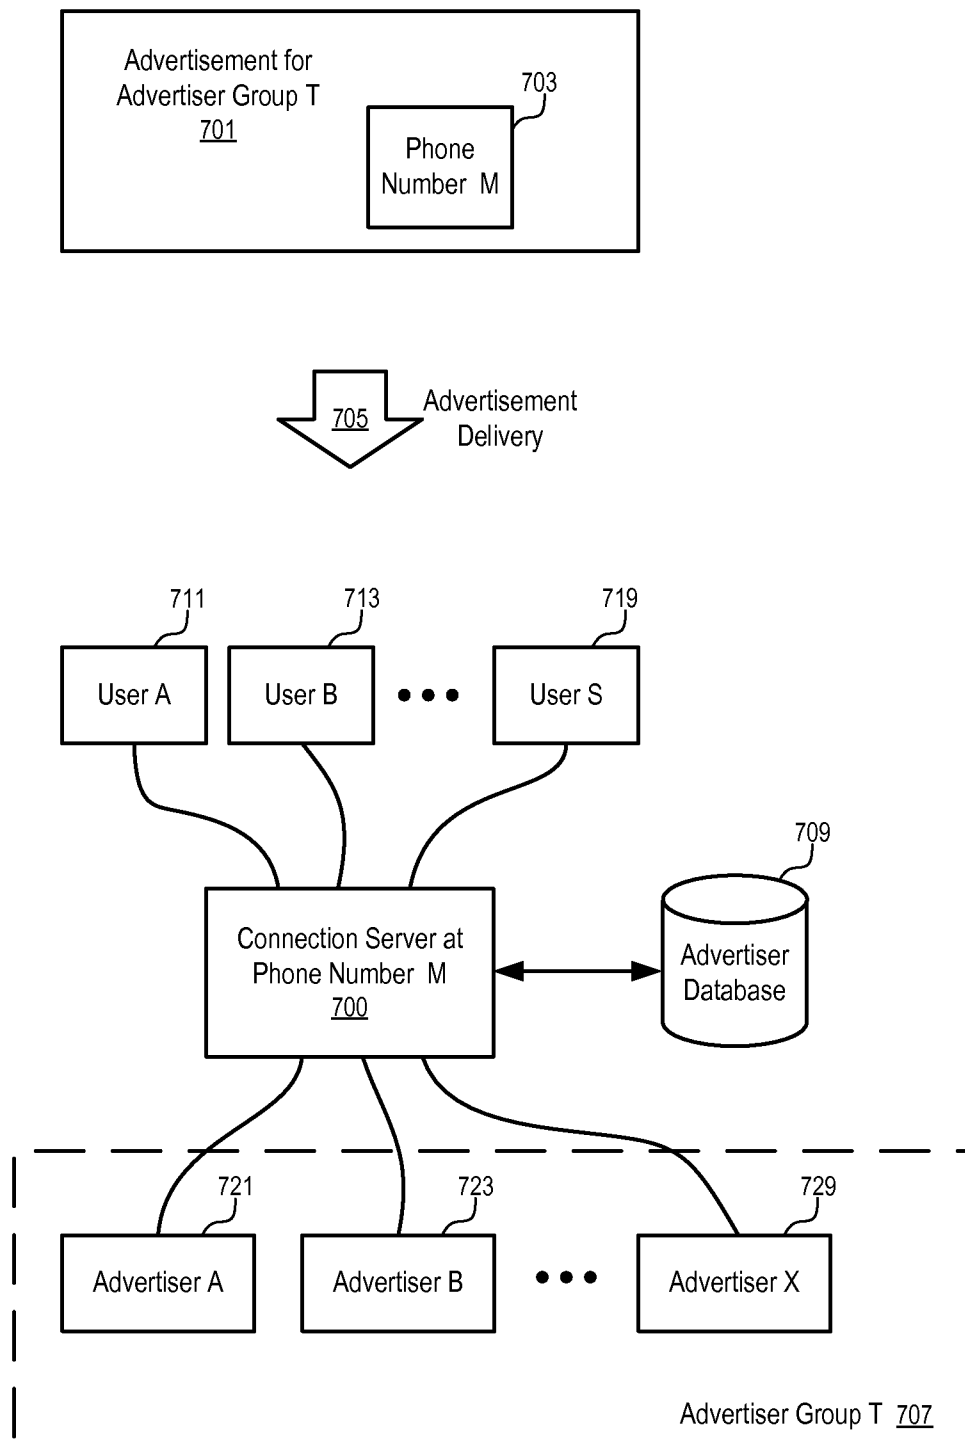 Advertisement for
Advertiser Group T
701
703
Phone
Number M
705
Advertisement
Delivery
711
713
719
User A
User B
User S
709
Connection Server at
Phone Number M
700
Advertiser
Database
721
723
729
Advertiser A
Advertiser B
Advertiser X
Advertiser Group T 707